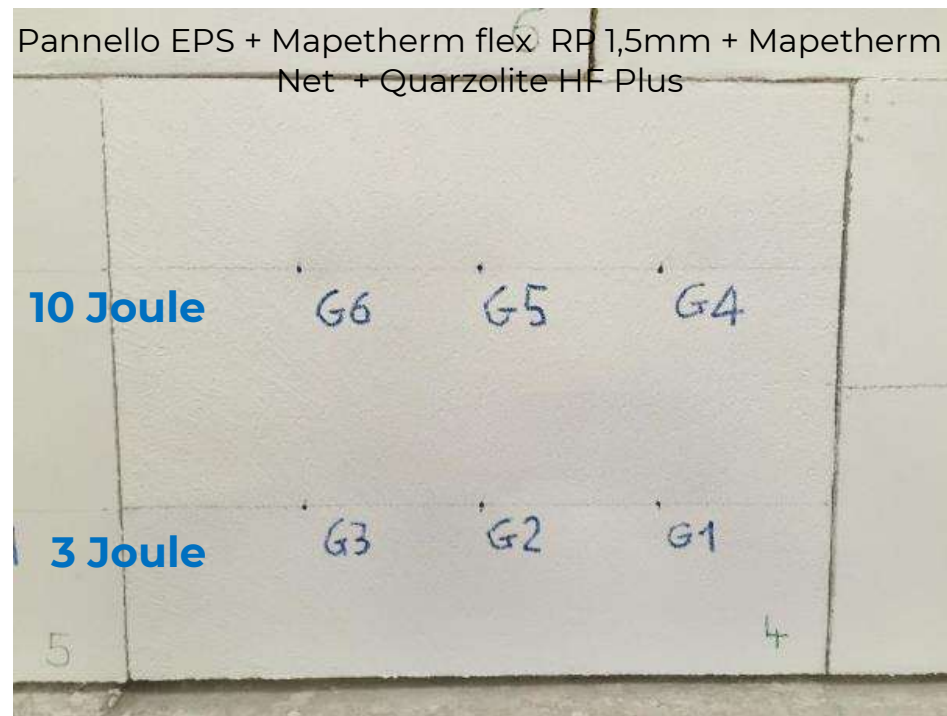 6
Pannello EPS + Mapetherm flex RP 1,5mm + Mapetherm
Net + Quarzolite HF Plus
10 Joule
G6 G5 G4
3 Joule
G3 G2 G1
5
4